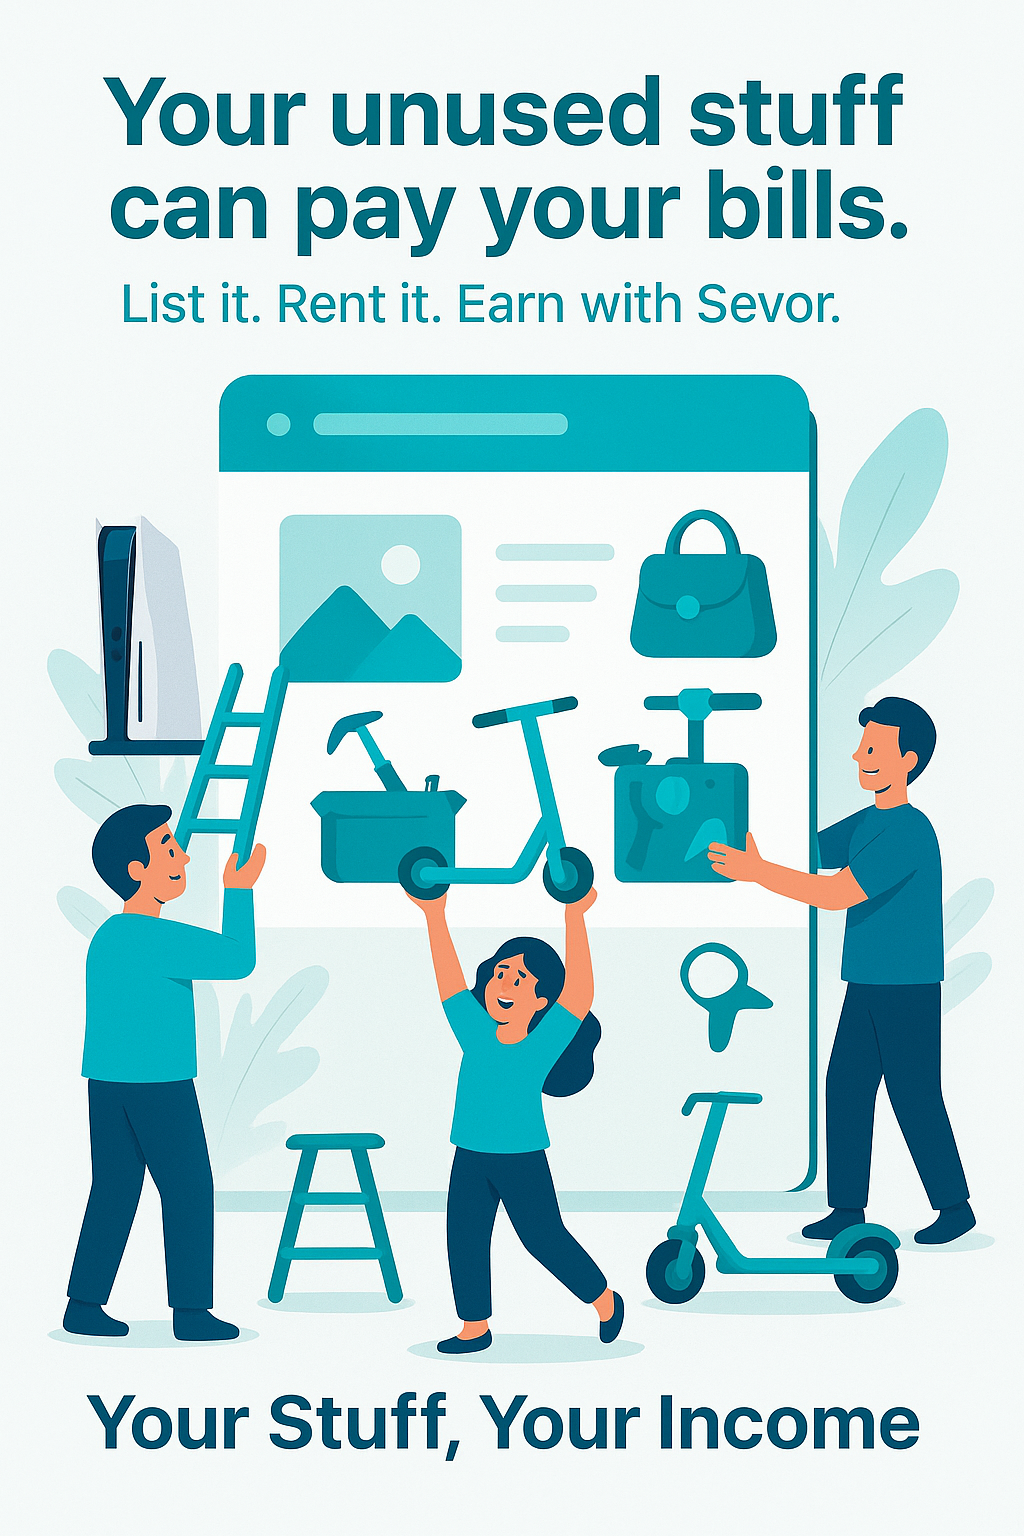 Your unused stuff
can pay your bills.
List it. Rent it. Earn with Sevor.
Your Stuff, Your Income